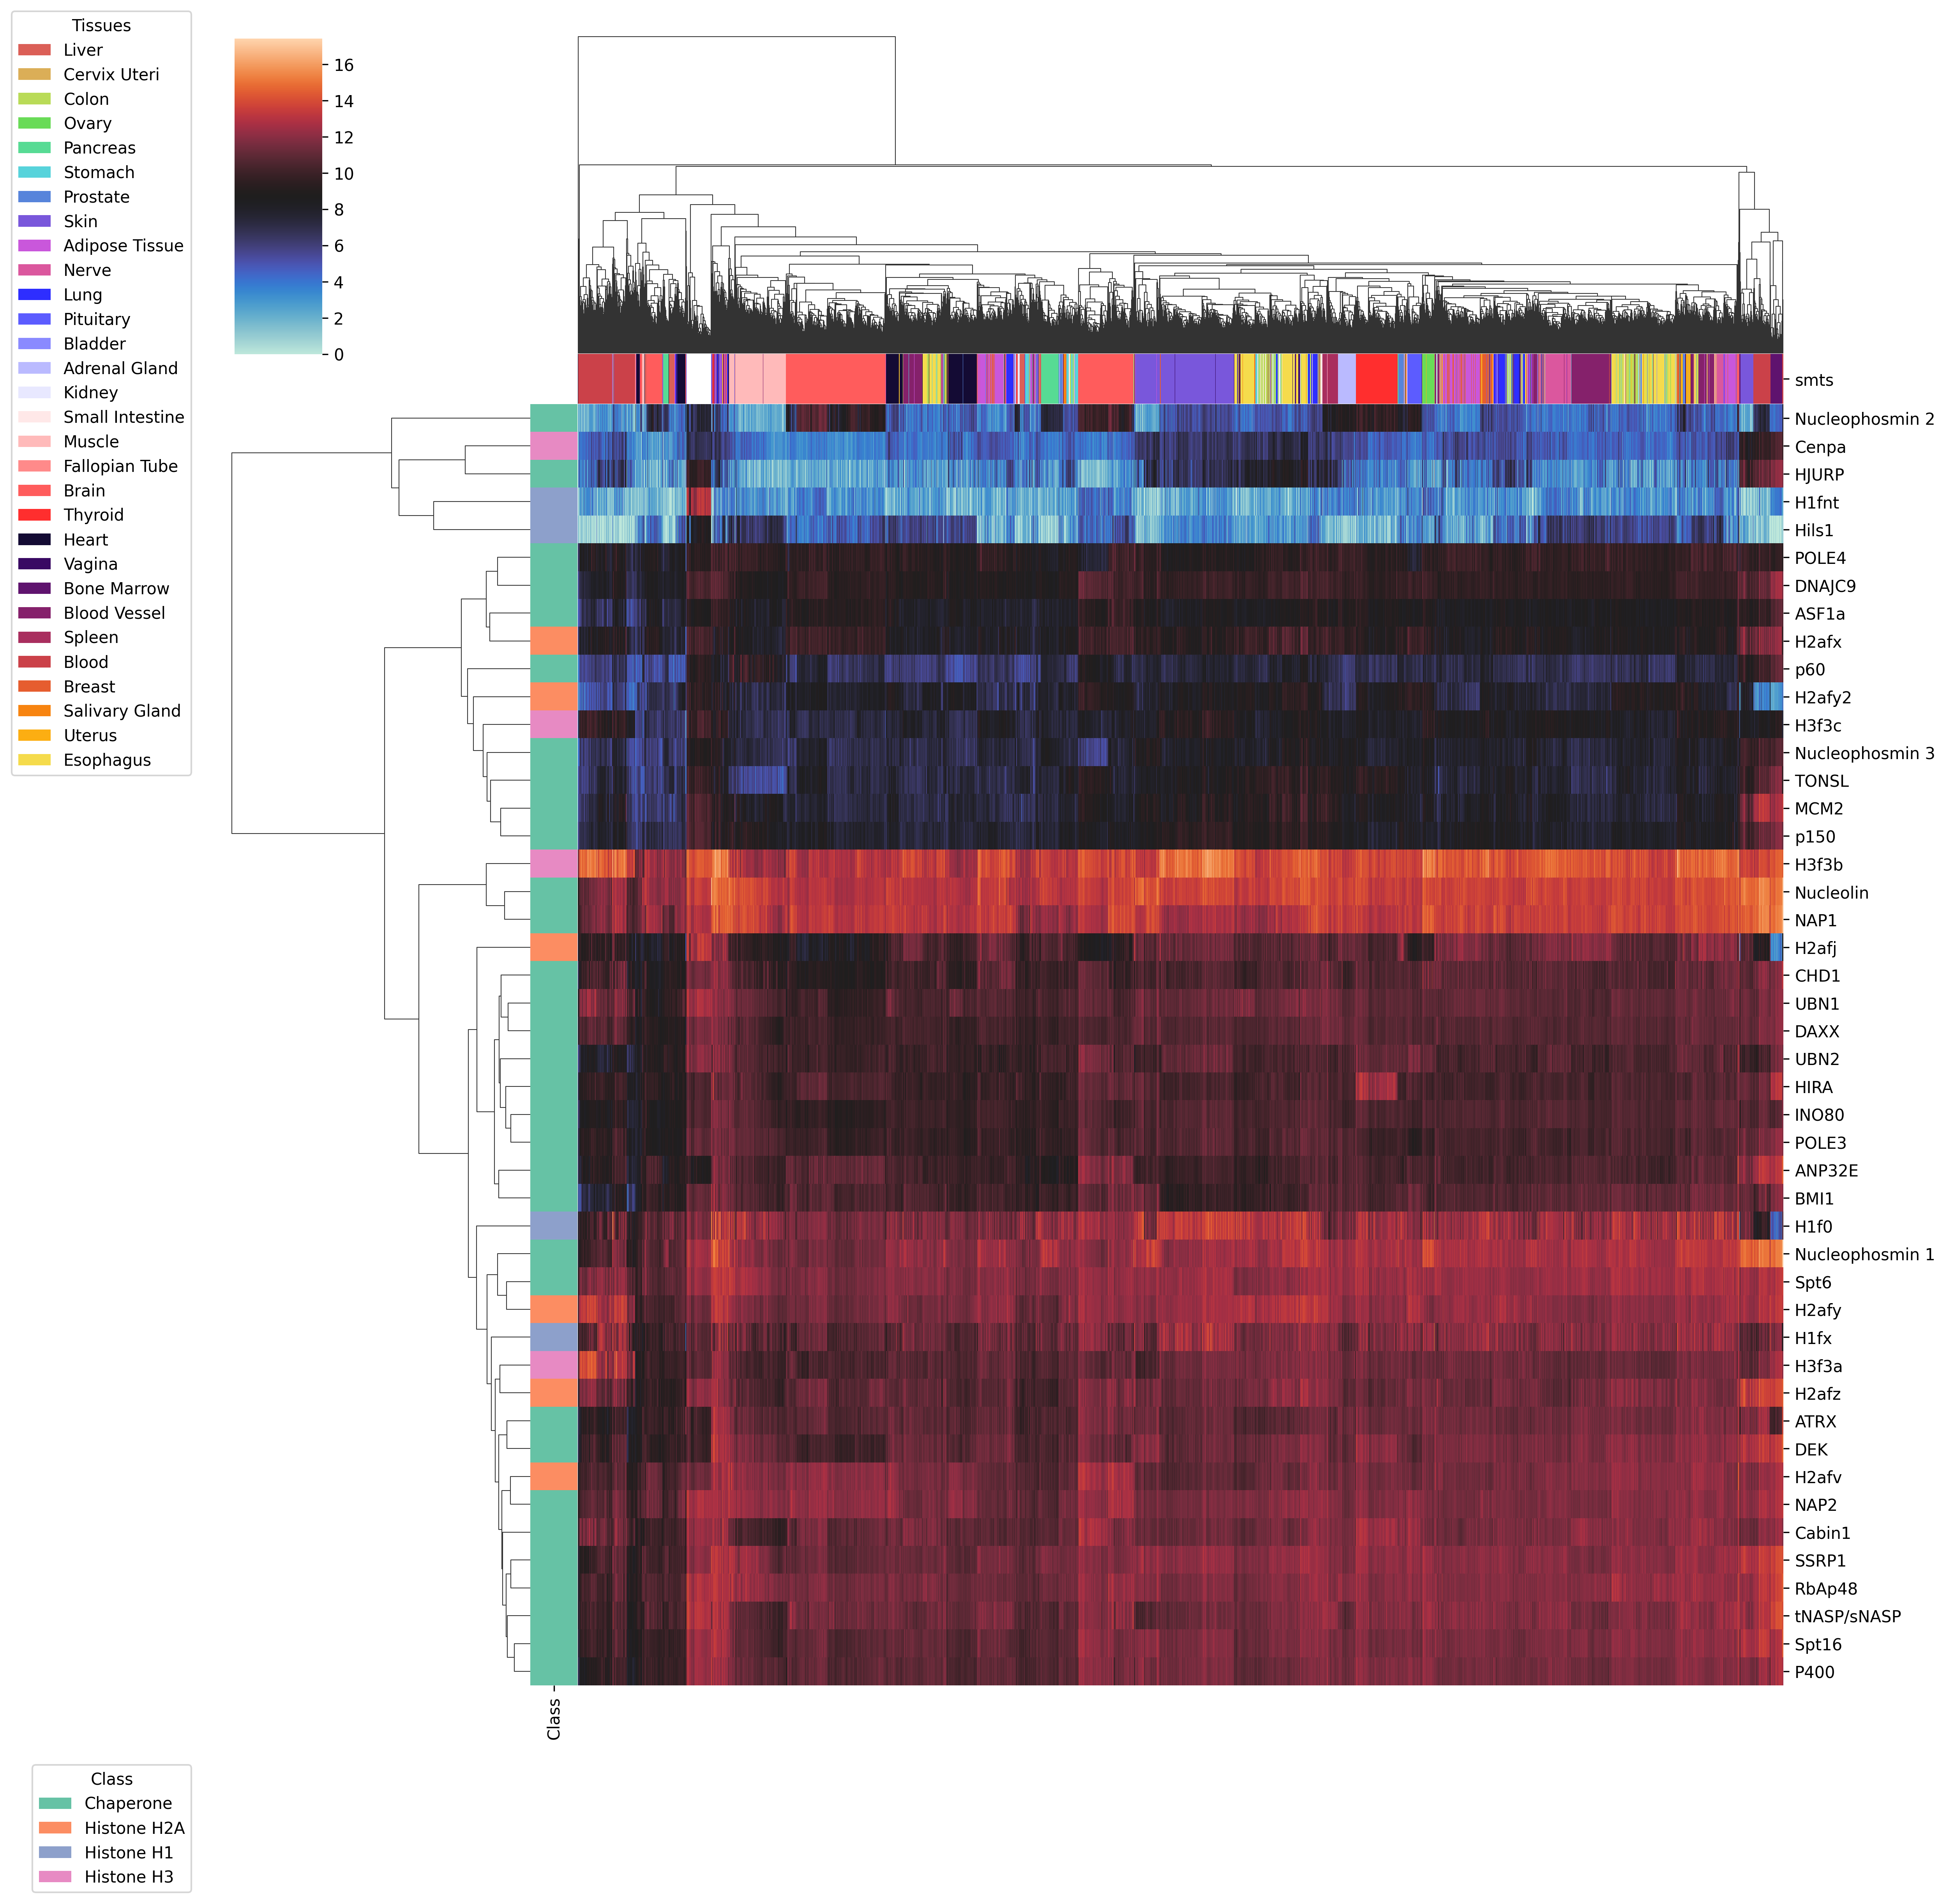 Tissues
Liver
Cervix Uteri
Colon
Ovary
Pancreas
Stomach
Prostate
Skin
Adipose Tissue
Nerve
Lung
Pituitary
Bladder
Adrenal Gland
Kidney
Small Intestine
Muscle
Fallopian Tube
Brain
Thyroid
Heart
Vagina
Bone Marrow
Blood Vessel
Spleen
Blood
Breast
Salivary Gland
Uterus
Esophagus
16
14
12
10
8
6
4
2
0
smts
Nucleophosmin 2
Cenpa
HJURP
H1fnt
Hils1
POLE4
DNAJC9
ASF1a
H2afx
p60
H2afy2
H3f3c
Nucleophosmin 3
TONSL
MCM2
p150
H3f3b
Nucleolin
NAP1
H2afj
CHD1
UBN1
DAXX
UBN2
HIRA
INO80
POLE3
ANP32E
BMI1
H1f0
Nucleophosmin 1
Spt6
H2afy
H1fx
H3f3a
H2afz
ATRX
DEK
H2afv
NAP2
Cabin1
SSRP1
RbAp48
tNASP/sNASP
Spt16
P400
Class
Class
Chaperone
Histone H2A
Histone H1
Histone H3